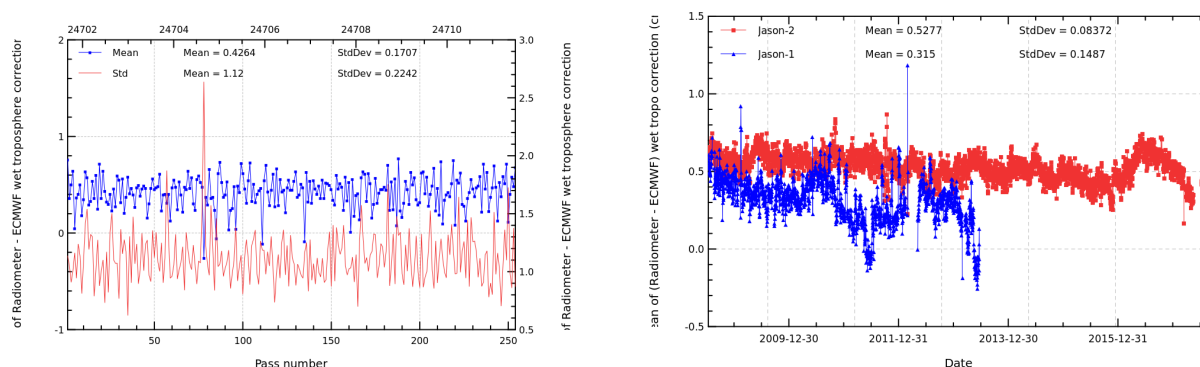 24702 24704 24706 24708 24710
2 3.0
Mean Mean = 0.4264 StdDev = 0.1707
Std Mean = 1.12 StdDev = 0.2242
2.5
1
2.0
1.5
0
1.0
-1 0.5
50 100 150 200 250
Pass number
of Radiometer - ECMWF wet troposphere correction
of Radiometer - ECMWF wet troposphere correction
1.5
Jason-2 Mean = 0.5277 StdDev = 0.08372
Jason-1 Mean = 0.315 StdDev = 0.1487
1.0
0.5
0.0
-0.5
2009-12-30 2011-12-31 2013-12-30 2015-12-31
Date
of (Radiometer - ECMWF) wet tropo correction